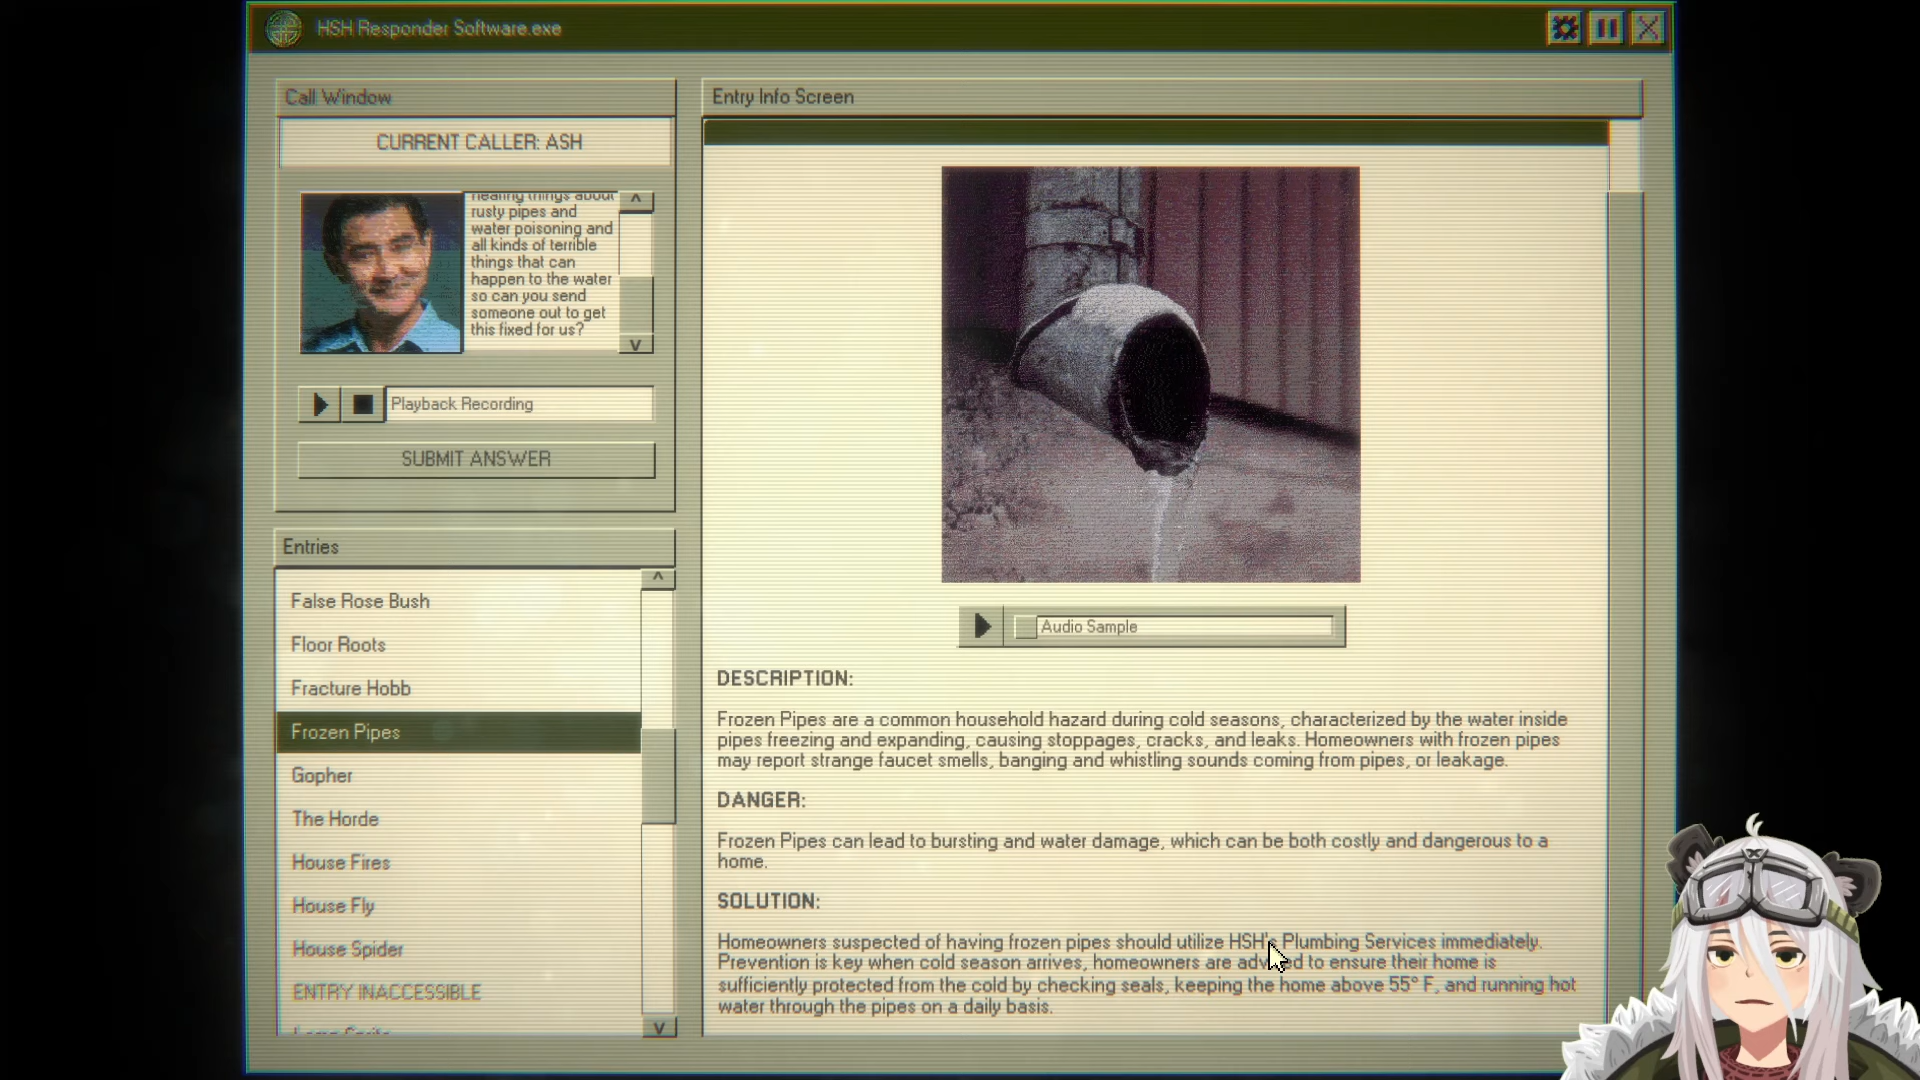 HSH Responder Software.exe
Call Window
CURRENT CALLER: ASH
hearing things about
rusty pipes and
water poisoning and
all kinds of terrible
things that can
happen to the water
so can you send
someone out to get
this fixed for us?
Playback Recording
SUBMIT ANSWER
Entries
False Rose Bush
Floor Roots
Fracture Hobb
Frozen Pipes
Gopher
The Horde
House Fires
House Fly
House Spider
ENTRY INACCESSIBLE
Entry Info Screen
Audio Sample
DESCRIPTION:
Frozen Pipes are a common household hazard during cold seasons, characterized by the water inside
pipes freezing and expanding, causing stoppages, cracks, and leaks. Homeowners with frozen pipes
may report strange faucet smells, banging and whistling sounds coming from pipes, or leakage.
DANGER:
Frozen Pipes can lead to bursting and water damage, which can be both costly and dangerous to a
home.
SOLUTION:
Homeowners suspected of having frozen pipes should utilize HSH's Plumbing Services immediately.
Prevention is key when cold season arrives, homeowners are advised to ensure their home is
sufficiently protected from the cold by checking seals, keeping the home above 55° F, and running hot
water through the pipes on a daily basis.